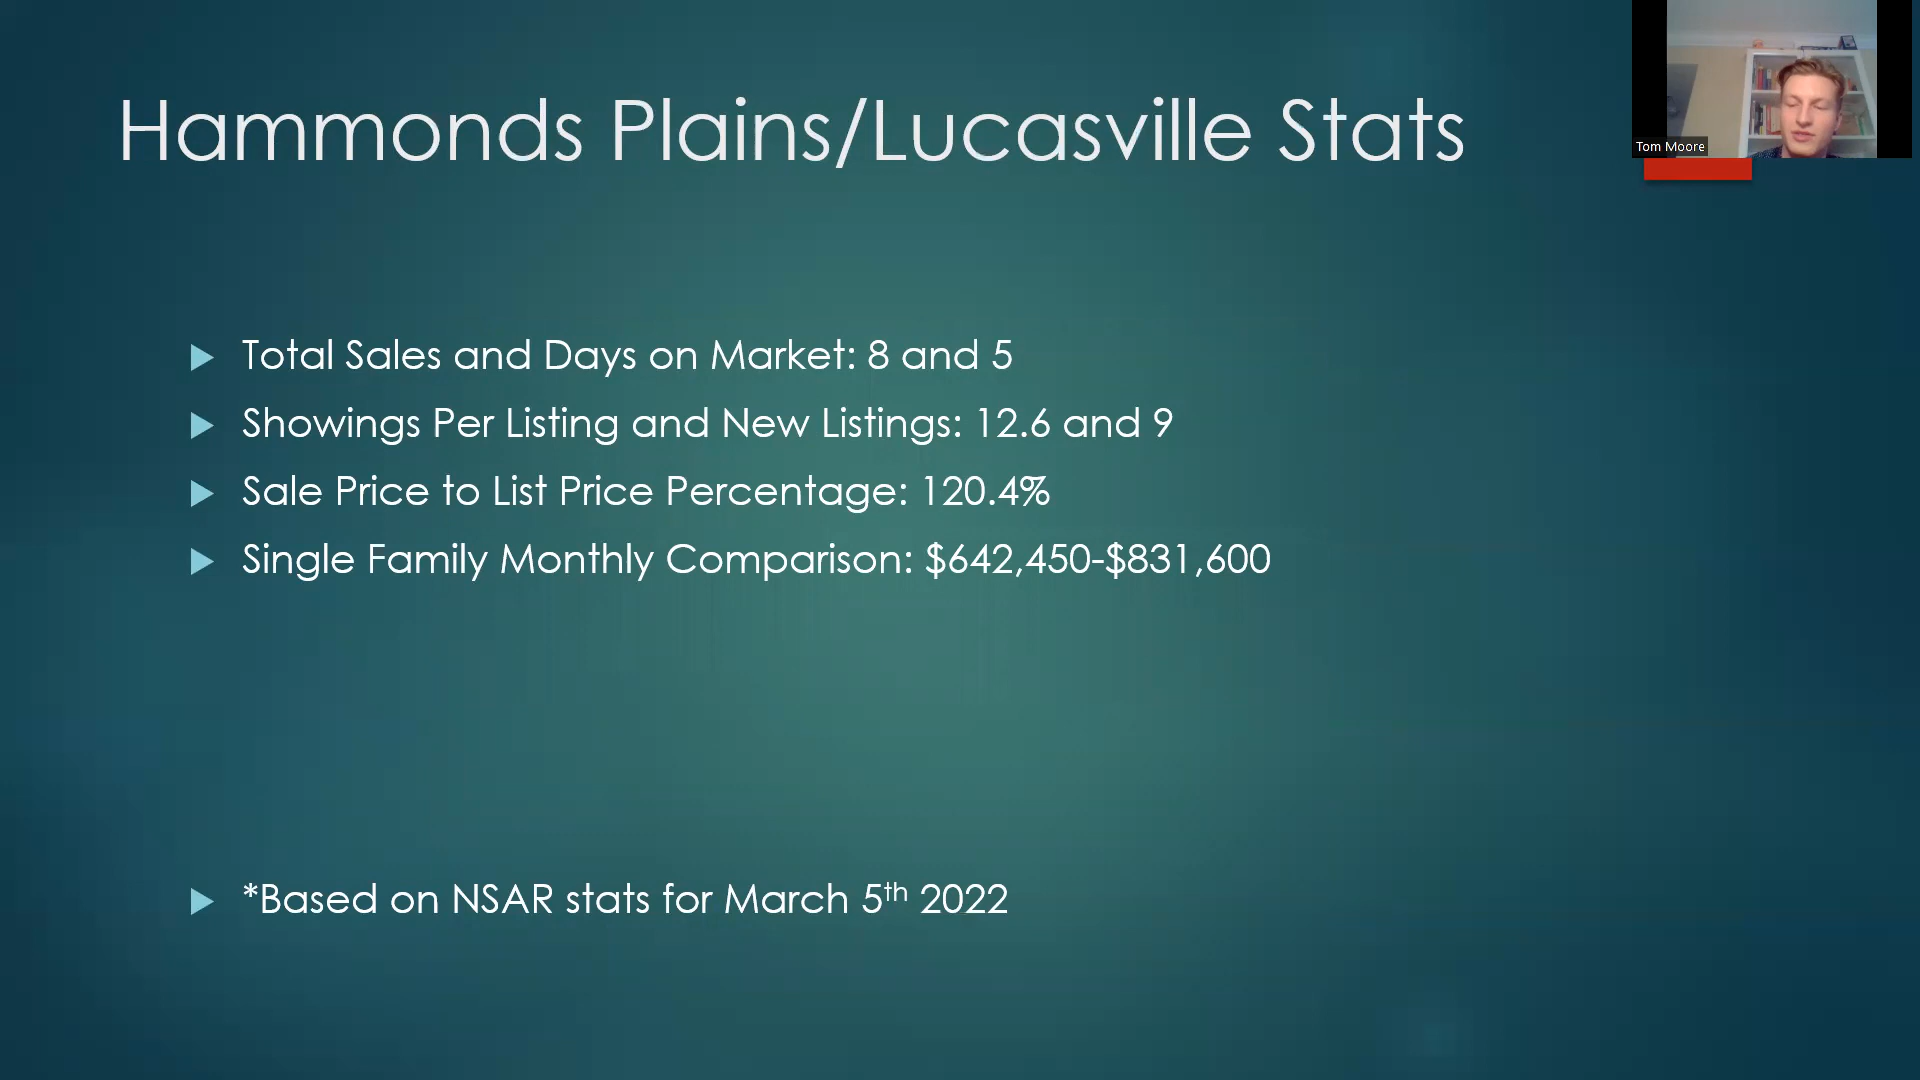 Hammonds Plains/Lucasville Stats
Tom Moore
Total Sales and Days on Market: 8 and 5
Showings Per Listing and New Listings: 12.6 and 9
Sale Price to List Price Percentage: 120.4%
Single Family Monthly Comparison: $642,450-$831,600
*Based on NSAR stats for March 5th 2022